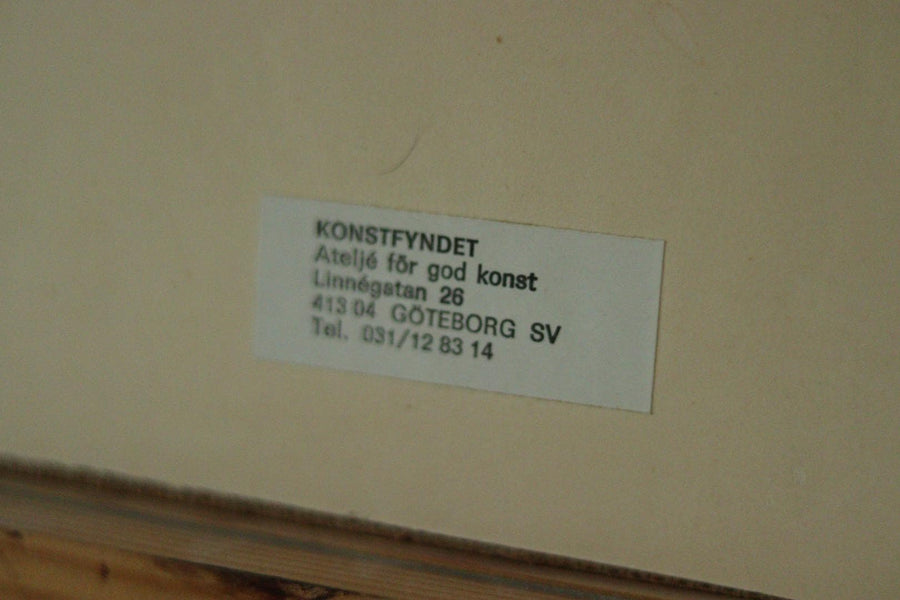 KONSTFYNDET
Ateljé för god konst
Linnégatan 26
413 04 GÖTEBORG SV
Tel. 031/12 83 14